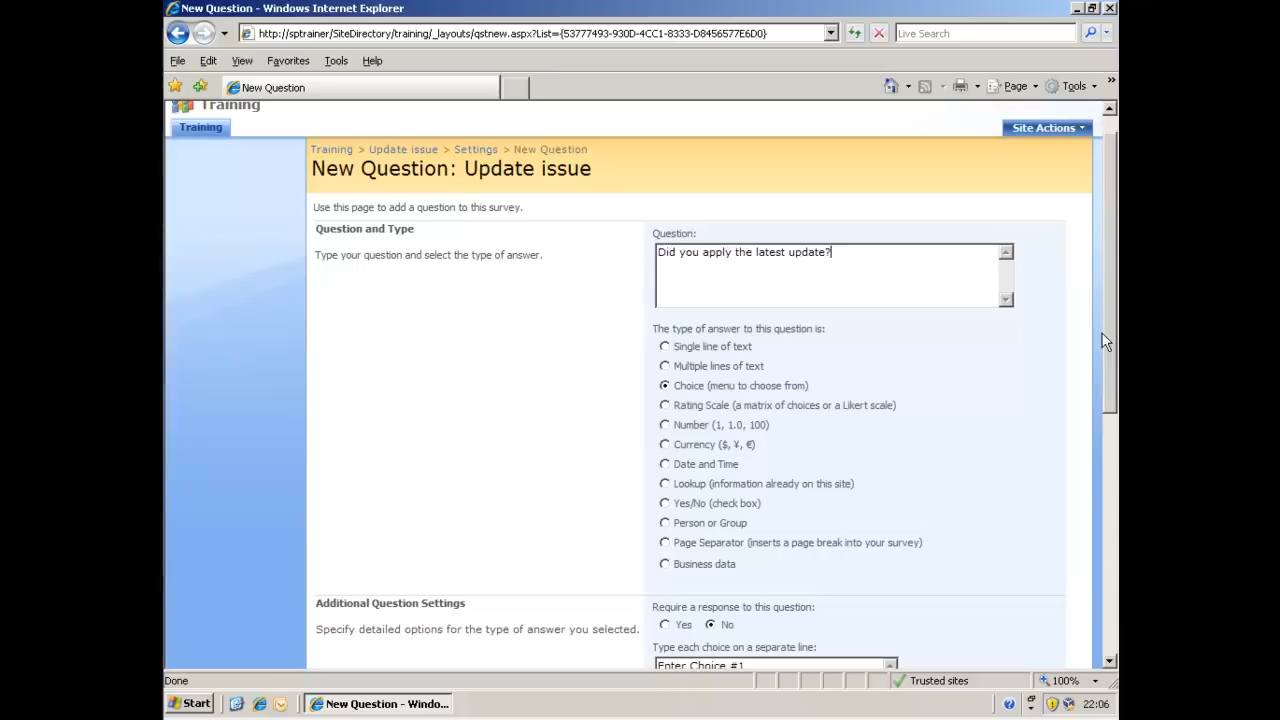 New Question - Windows Internet Explorer
http://sptrainer/SiteDirectory/training/_layouts/qstnew.aspx?List={53777493-930D-4CC1-8333-D8456577E6D0}
Live Search
File Edit View Favorites Tools Help
New Question
Page Tools »
Training
Training
Site Actions
Training > Update issue > Settings > New Question
New Question: Update issue
Use this page to add a question to this survey.
Question and Type
Type your question and select the type of answer.
Question:
Did you apply the latest update?
The type of answer to this question is:
Single line of text
Multiple lines of text
Choice (menu to choose from)
Rating Scale (a matrix of choices or a Likert scale)
Number (1, 1.0, 100)
Currency ($, ¥, €)
Date and Time
Lookup (information already on this site)
Yes/No (check box)
Person or Group
Page Separator (inserts a page break into your survey)
Business data
Additional Question Settings
Specify detailed options for the type of answer you selected.
Require a response to this question:
Yes No
Type each choice on a separate line:
Enter Choice #1
Done
Trusted sites
100%
Start
New Question - Windo...
22:06